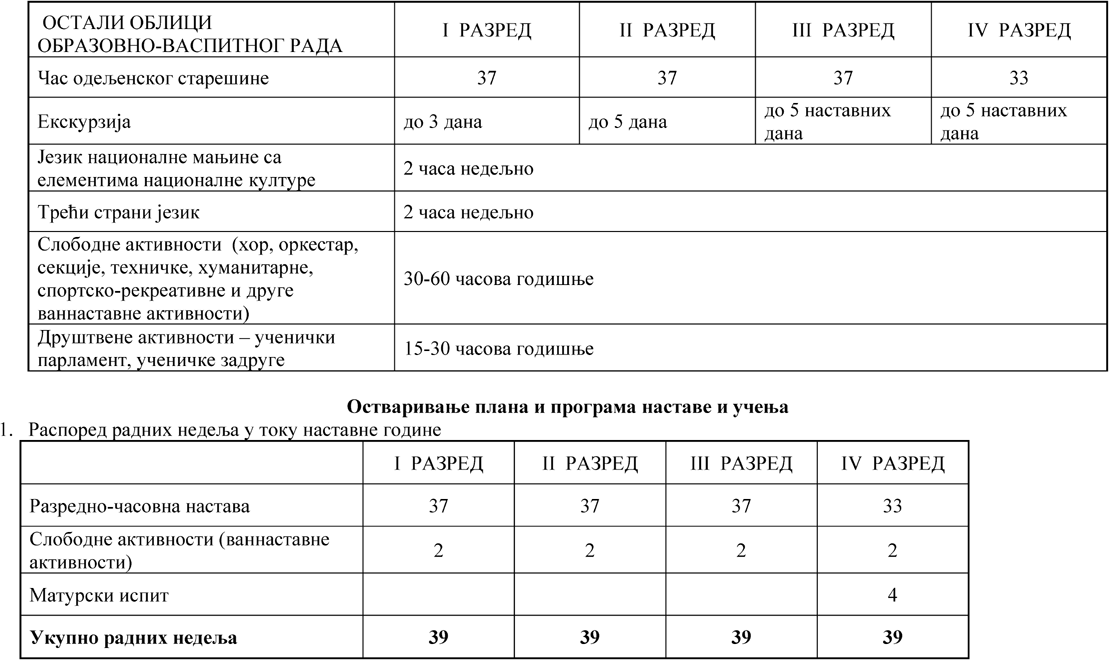 ОСТАЛИ ОБЛИЦИ
ОБРАЗОВНО-ВАСПИТНОГ РАДА
I РАЗРЕД
II РАЗРЕД
III РАЗРЕД
IV РАЗРЕД
Час одељенског старешине
37
37
37
33
Екскурзија
до 3 дана
до 5 дана
до 5 наставних
дана
до 5 наставних
дана
Језик националне мањине са
елементима националне културе
2 часа недељно
Трећи страни језик
2 часа недељно
Слободне активности (хор, оркестар,
секције, техничке, хуманитарне,
спортско-рекреативне и друге
ваннаставне активности)
30-60 часова годишње
Друштвене активности – ученички
парламент, ученичке задруге
15-30 часова годишње
Остваривање плана и програма наставе и учења
1. Распоред радних недеља у току наставне године
I РАЗРЕД
II РАЗРЕД
III РАЗРЕД
IV РАЗРЕД
Разредно-часовна настава
37
37
37
33
Слободне активности (ваннаставне
активности)
2
2
2
2
Матурски испит
4
Укупно радних недеља
39
39
39
39